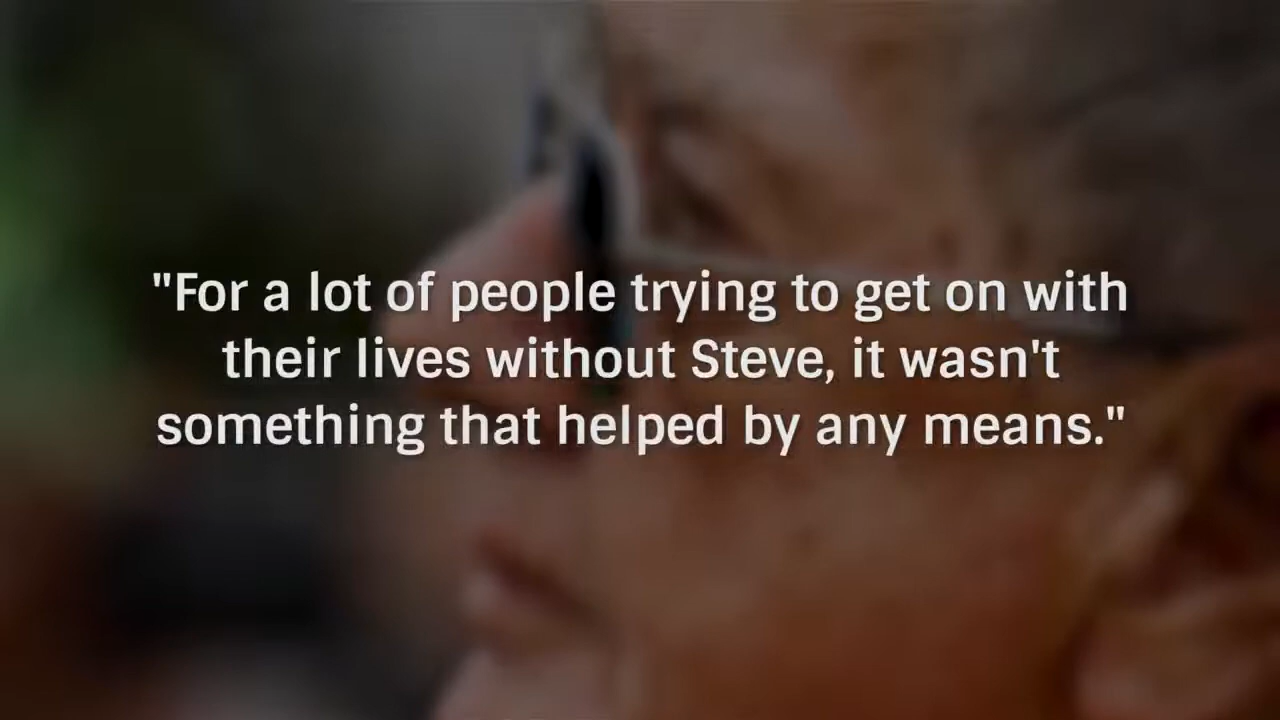 "For a lot of people trying to get on with
their lives without Steve, it wasn't
something that helped by any means."